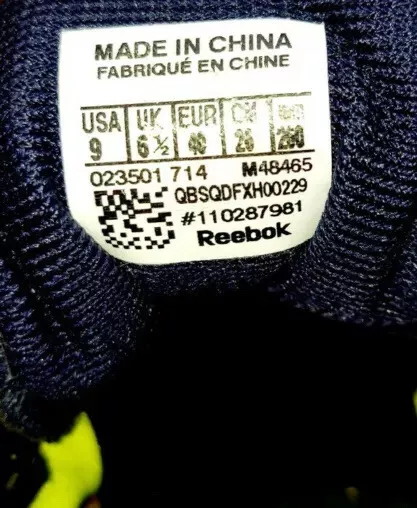 MADE IN CHINA
FABRIQUÉ EN CHINE
USA UK EUR CM
9 6 ½ 40 26 260
023501 714 M48465
QBSQDFXH00229
#110287981
Reebok